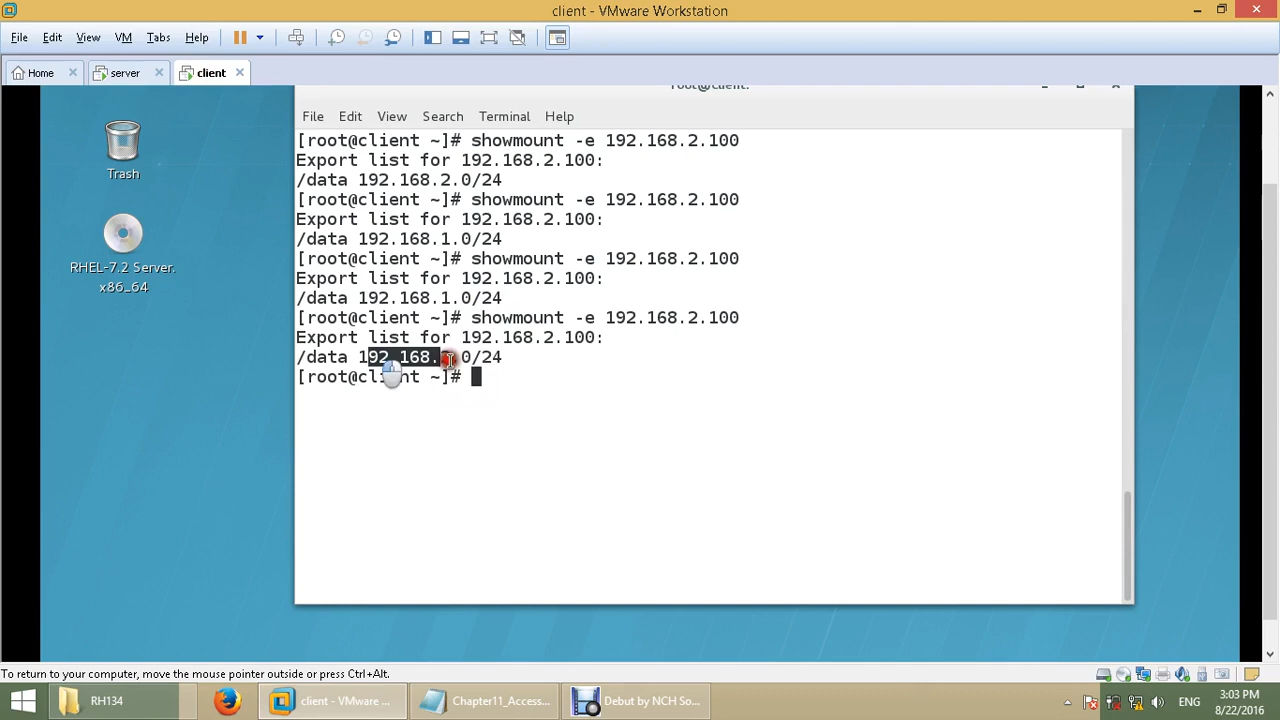 client - VMware Workstation
File Edit View VM Tabs Help
Home server client
root@client:
File Edit View Search Terminal Help
[root@client ~]# showmount -e 192.168.2.100
Export list for 192.168.2.100:
/data 192.168.2.0/24
[root@client ~]# showmount -e 192.168.2.100
Export list for 192.168.2.100:
/data 192.168.1.0/24
[root@client ~]# showmount -e 192.168.2.100
Export list for 192.168.2.100:
/data 192.168.1.0/24
[root@client ~]# showmount -e 192.168.2.100
Export list for 192.168.2.100:
/data 192.168. .0/24
[root@client ~]#
Trash
RHEL-7.2 Server.
x86_64
To return to your computer, move the mouse pointer outside or press Ctrl+Alt.
RH134
client - VMware ...
Chapter11_Access...
Debut by NCH So...
ENG
3:03 PM
8/22/2016